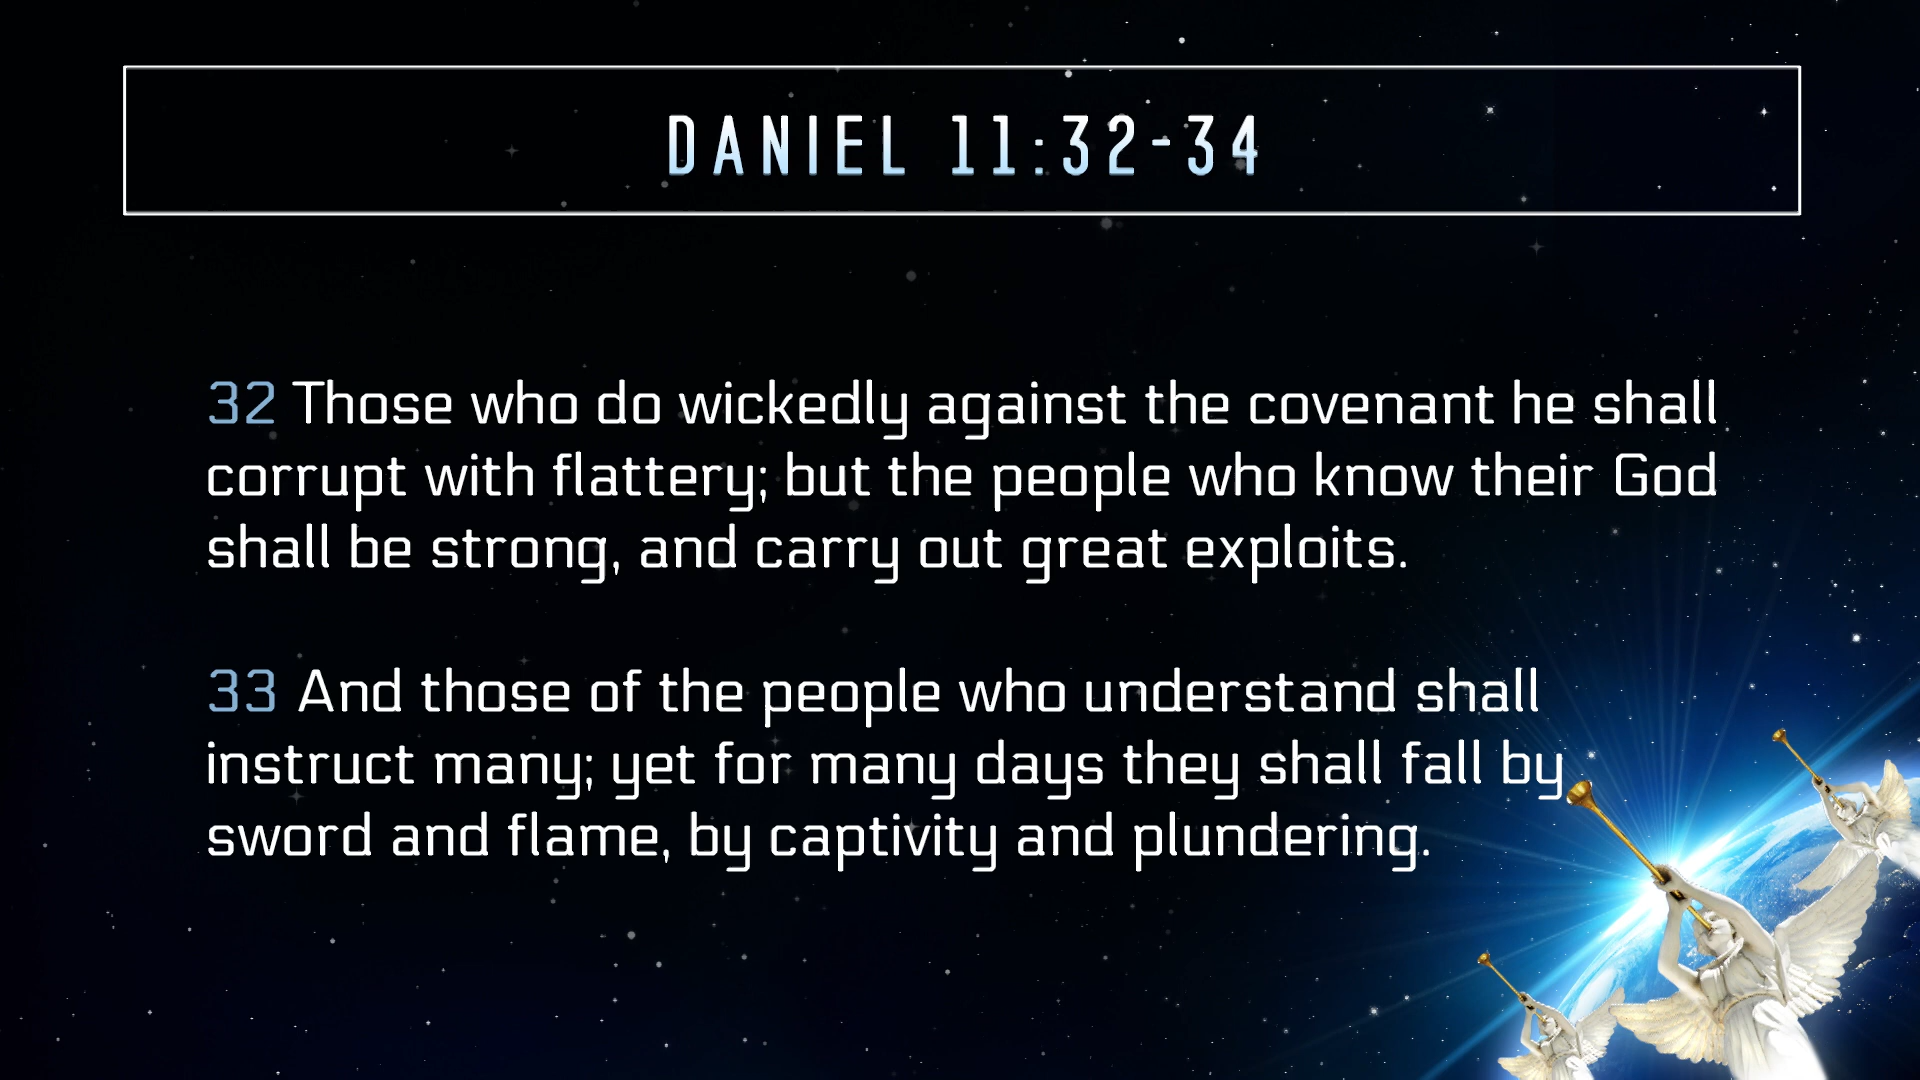 DANIEL 11:32-34
32 Those who do wickedly against the covenant he shall
corrupt with flattery; but the people who know their God
shall be strong, and carry out great exploits.
33 And those of the people who understand shall
instruct many; yet for many days they shall fall by
sword and flame, by captivity and plundering.